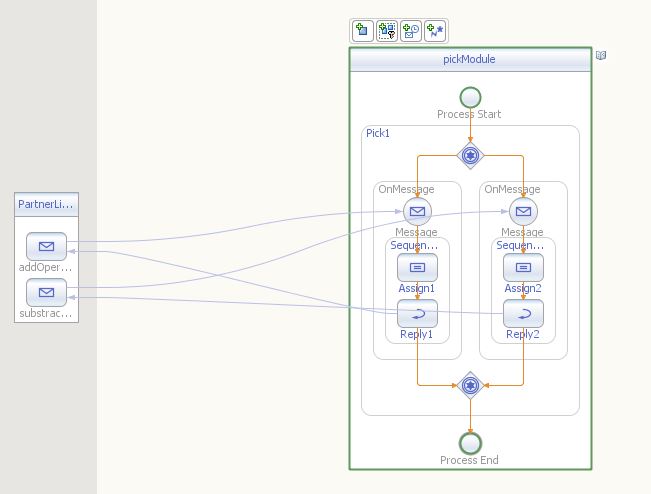 pickModule
Process Start
Pick1
OnMessage OnMessage
PartnerLi...
Message Message
Sequen... Sequen...
addOper...
Assign1 Assign2
substrac...
Reply1 Reply2
Process End